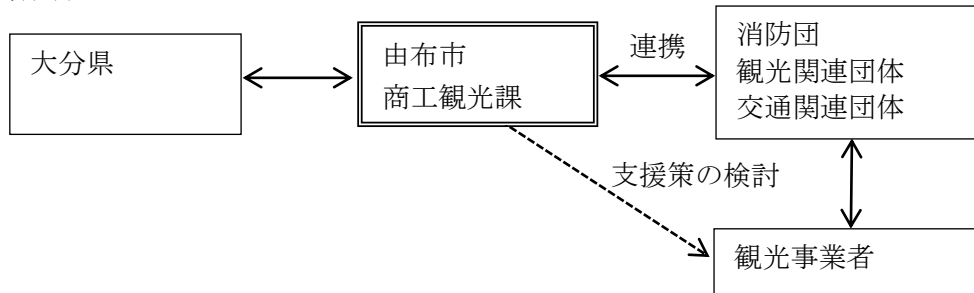 大分県
由布市
商工観光課
連携
消防団
観光関連団体
交通関連団体
支援策の検討
観光事業者